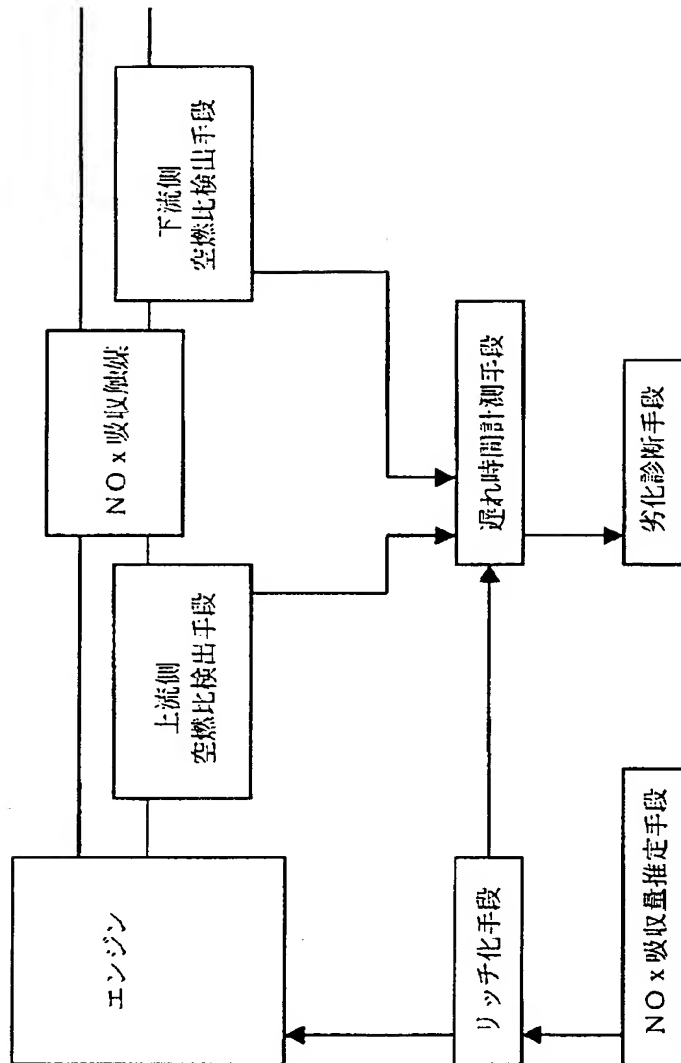 エンジン
上流側
空燃比検出手段
NOx吸収触媒
下流側
空燃比検出手段
リッチ化手段
遅れ時間計測手段
NOx吸収量推定手段
劣化診断手段